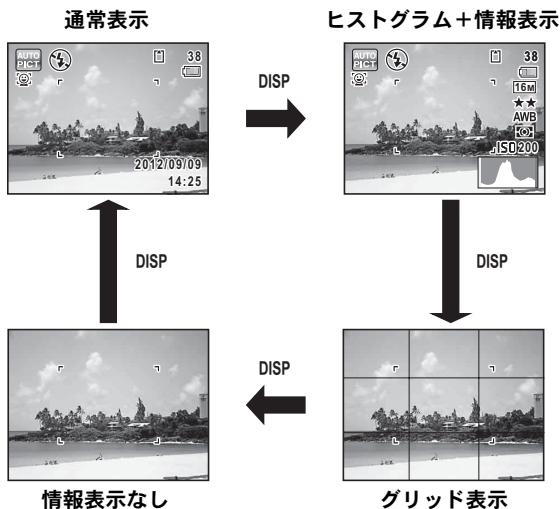 通常表示
ヒストグラム＋情報表示
AUTO PICT
38
2012/09/09
14:25
DISP
AUTO PICT
38
16M
★★
AWB
ISO 200
DISP
DISP
DISP
情報表示なし
グリッド表示